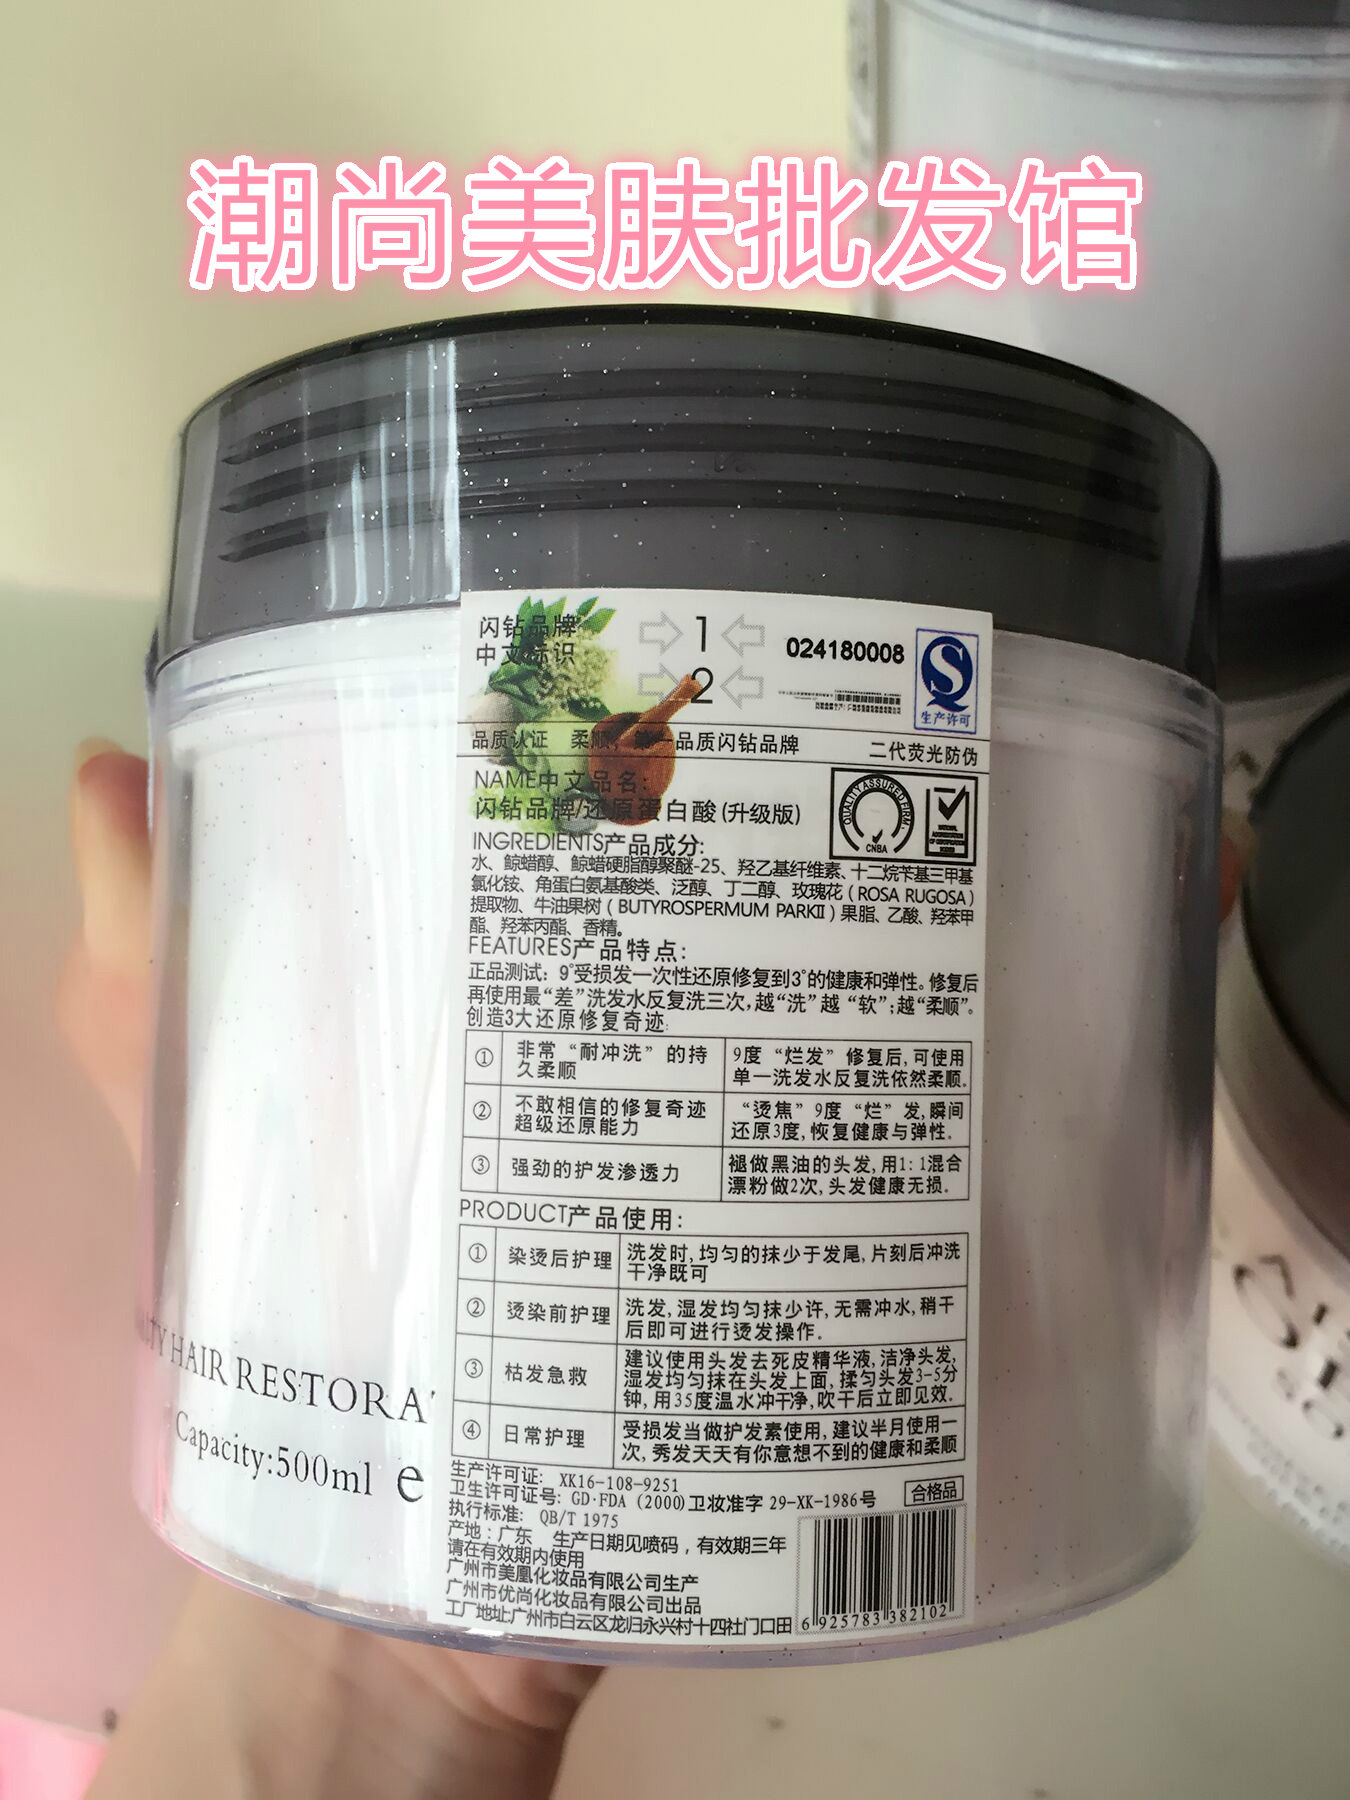 潮尚美肤批发馆
闪钻品牌
中文标识
1
2
024180008
生产许可
品质认证 柔顺，第一品质闪钻品牌
二代荧光防伪
NAME中文品名:
闪钻品牌/还原蛋白酸(升级版)
QUALITY ASSURED FIRM
CNBA
NATIONAL
ACCREDITATION
OF CERTIFICATION
BODIES
INGREDIENTS产品成分:
水、鲸蜡醇、鲸蜡硬脂醇聚醚-25、羟乙基纤维素、十二烷苄基三甲基
氯化铵、角蛋白氨基酸类、泛醇、丁二醇、玫瑰花(ROSA RUGOSA)
提取物、牛油果树(BUTYROSPERMUM PARKII)果脂、乙酸、羟苯甲
酯、羟苯丙酯、香精。
FEATURES产品特点:
正品测试: 9°受损发一次性还原修复到3°的健康和弹性。修复后
再使用最“差”洗发水反复洗三次,越“洗”越“软”;越“柔顺”。
创造3大还原修复奇迹:
① 非常“耐冲洗”的持
久柔顺
9度“烂发”修复后,可使用
单一洗发水反复洗依然柔顺。
② 不敢相信的修复奇迹
超级还原能力
“烫焦”9度“烂”发,瞬间
还原3度,恢复健康与弹性。
③ 强劲的护发渗透力
褪做黑油的头发,用1:1混合
漂粉做2次,头发健康无损。
PRODUCT产品使用:
① 染烫后护理
洗发时,均匀的抹少于发尾,片刻后冲洗
干净既可
② 烫染前护理
洗发,湿发均匀抹少许,无需冲水,稍干
后即可进行烫发操作.
③ 枯发急救
建议使用头发去死皮精华液,洁净头发,
湿发均匀抹在头发上面,揉匀头发3-5分
钟,用35度温水冲干净,吹干后立即见效.
④ 日常护理
受损发当做护发素使用,建议半月使用一
次,秀发天天有你意想不到的健康和柔顺
生产许可证: XK16-108-9251
卫生许可证号: GD·FDA (2000)卫妆准字 29-XK-1986号
合格品
执行标准: QB/T 1975
产地:广东 生产日期见喷码,有效期三年
请在有效期内使用
广州市美凰化妆品有限公司生产
广州市优尚化妆品有限公司出品
工厂地址:广州市白云区龙归永兴村十四社门口田
6 925783 382102
TY HAIR RESTORA
Capacity:500ml e